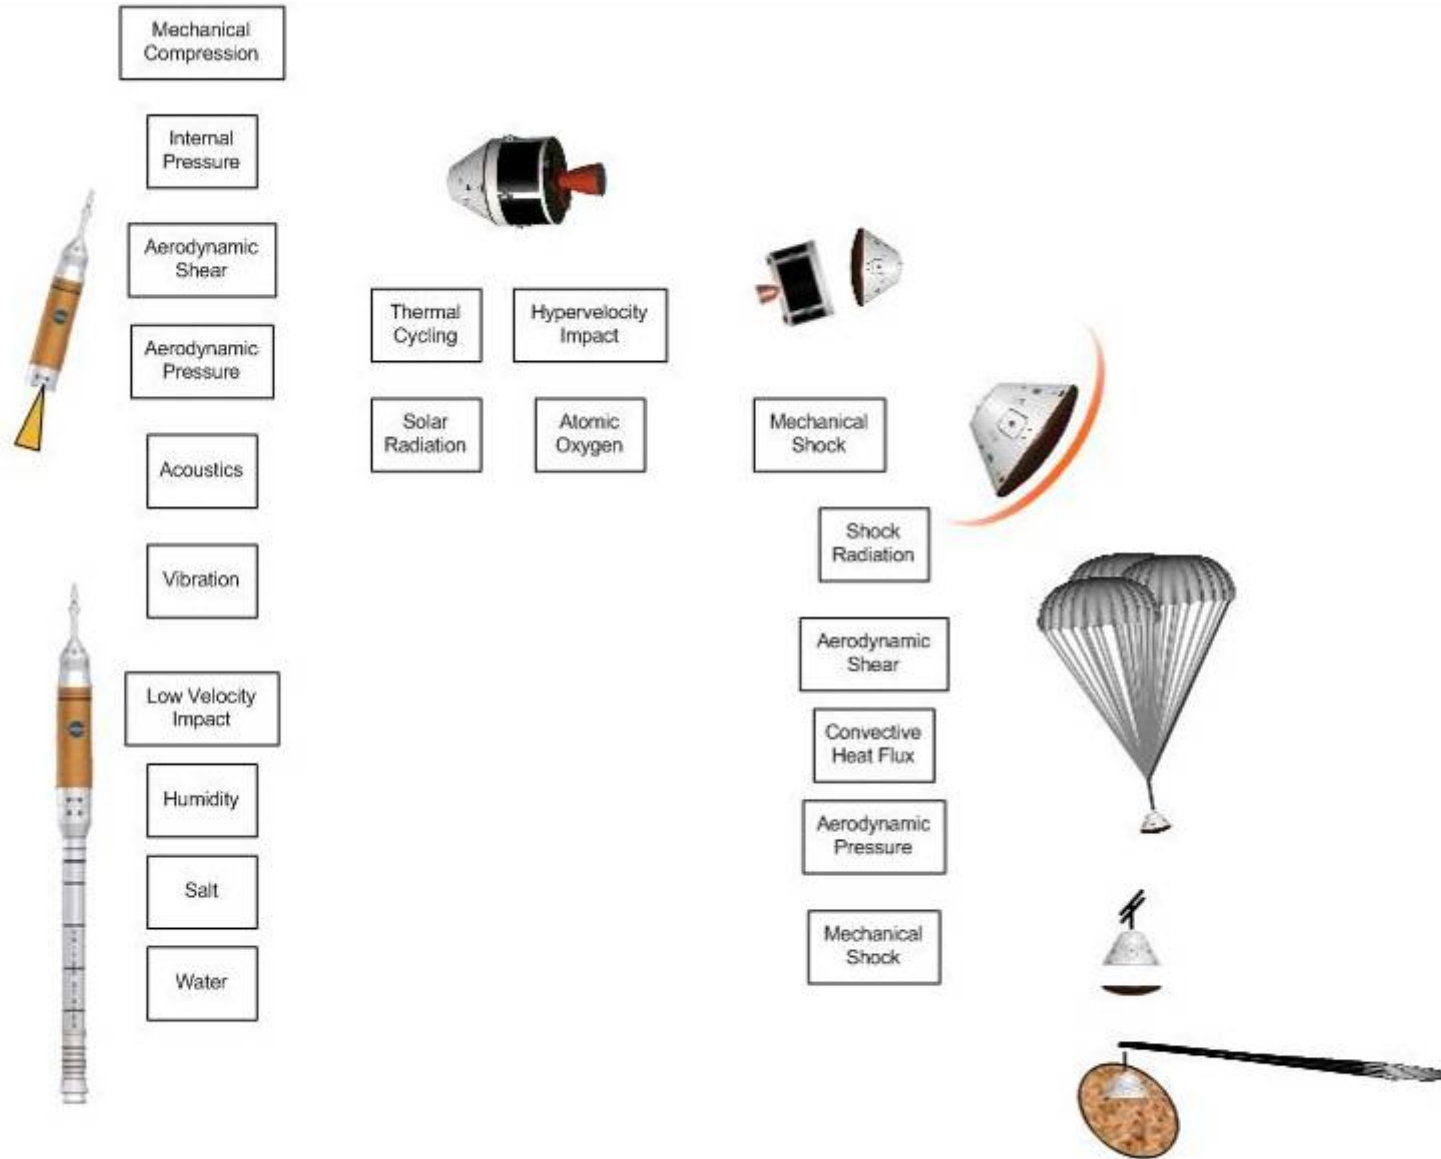 Mechanical
Compression
Internal
Pressure
Aerodynamic
Shear
Aerodynamic
Pressure
Acoustics
Vibration
Low Velocity
Impact
Humidity
Salt
Water
Thermal
Cycling
Hypervelocity
Impact
Solar
Radiation
Atomic
Oxygen
Mechanical
Shock
Shock
Radiation
Aerodynamic
Shear
Convective
Heat Flux
Aerodynamic
Pressure
Mechanical
Shock